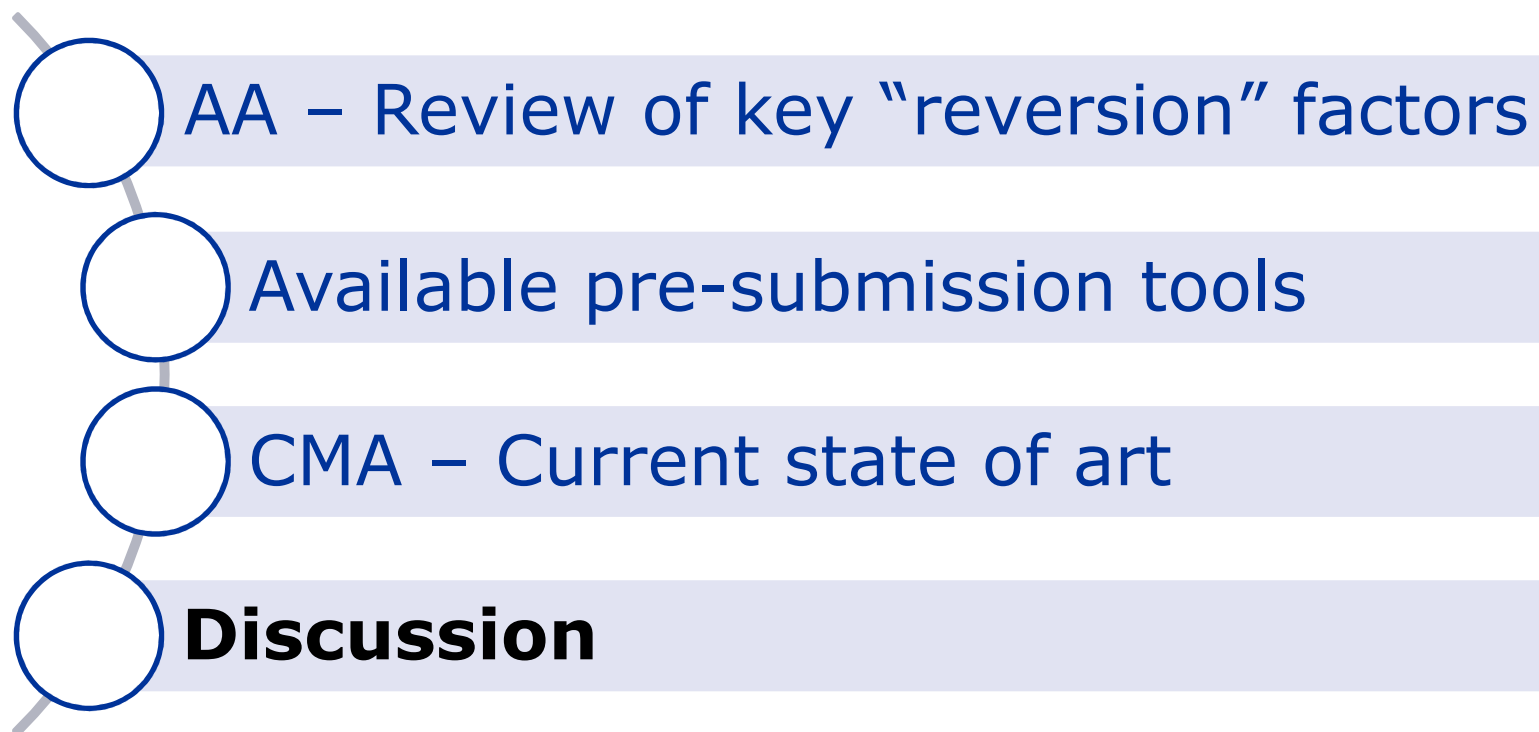 AA – Review of key “reversion” factors
Available pre-submission tools
CMA – Current state of art
Discussion